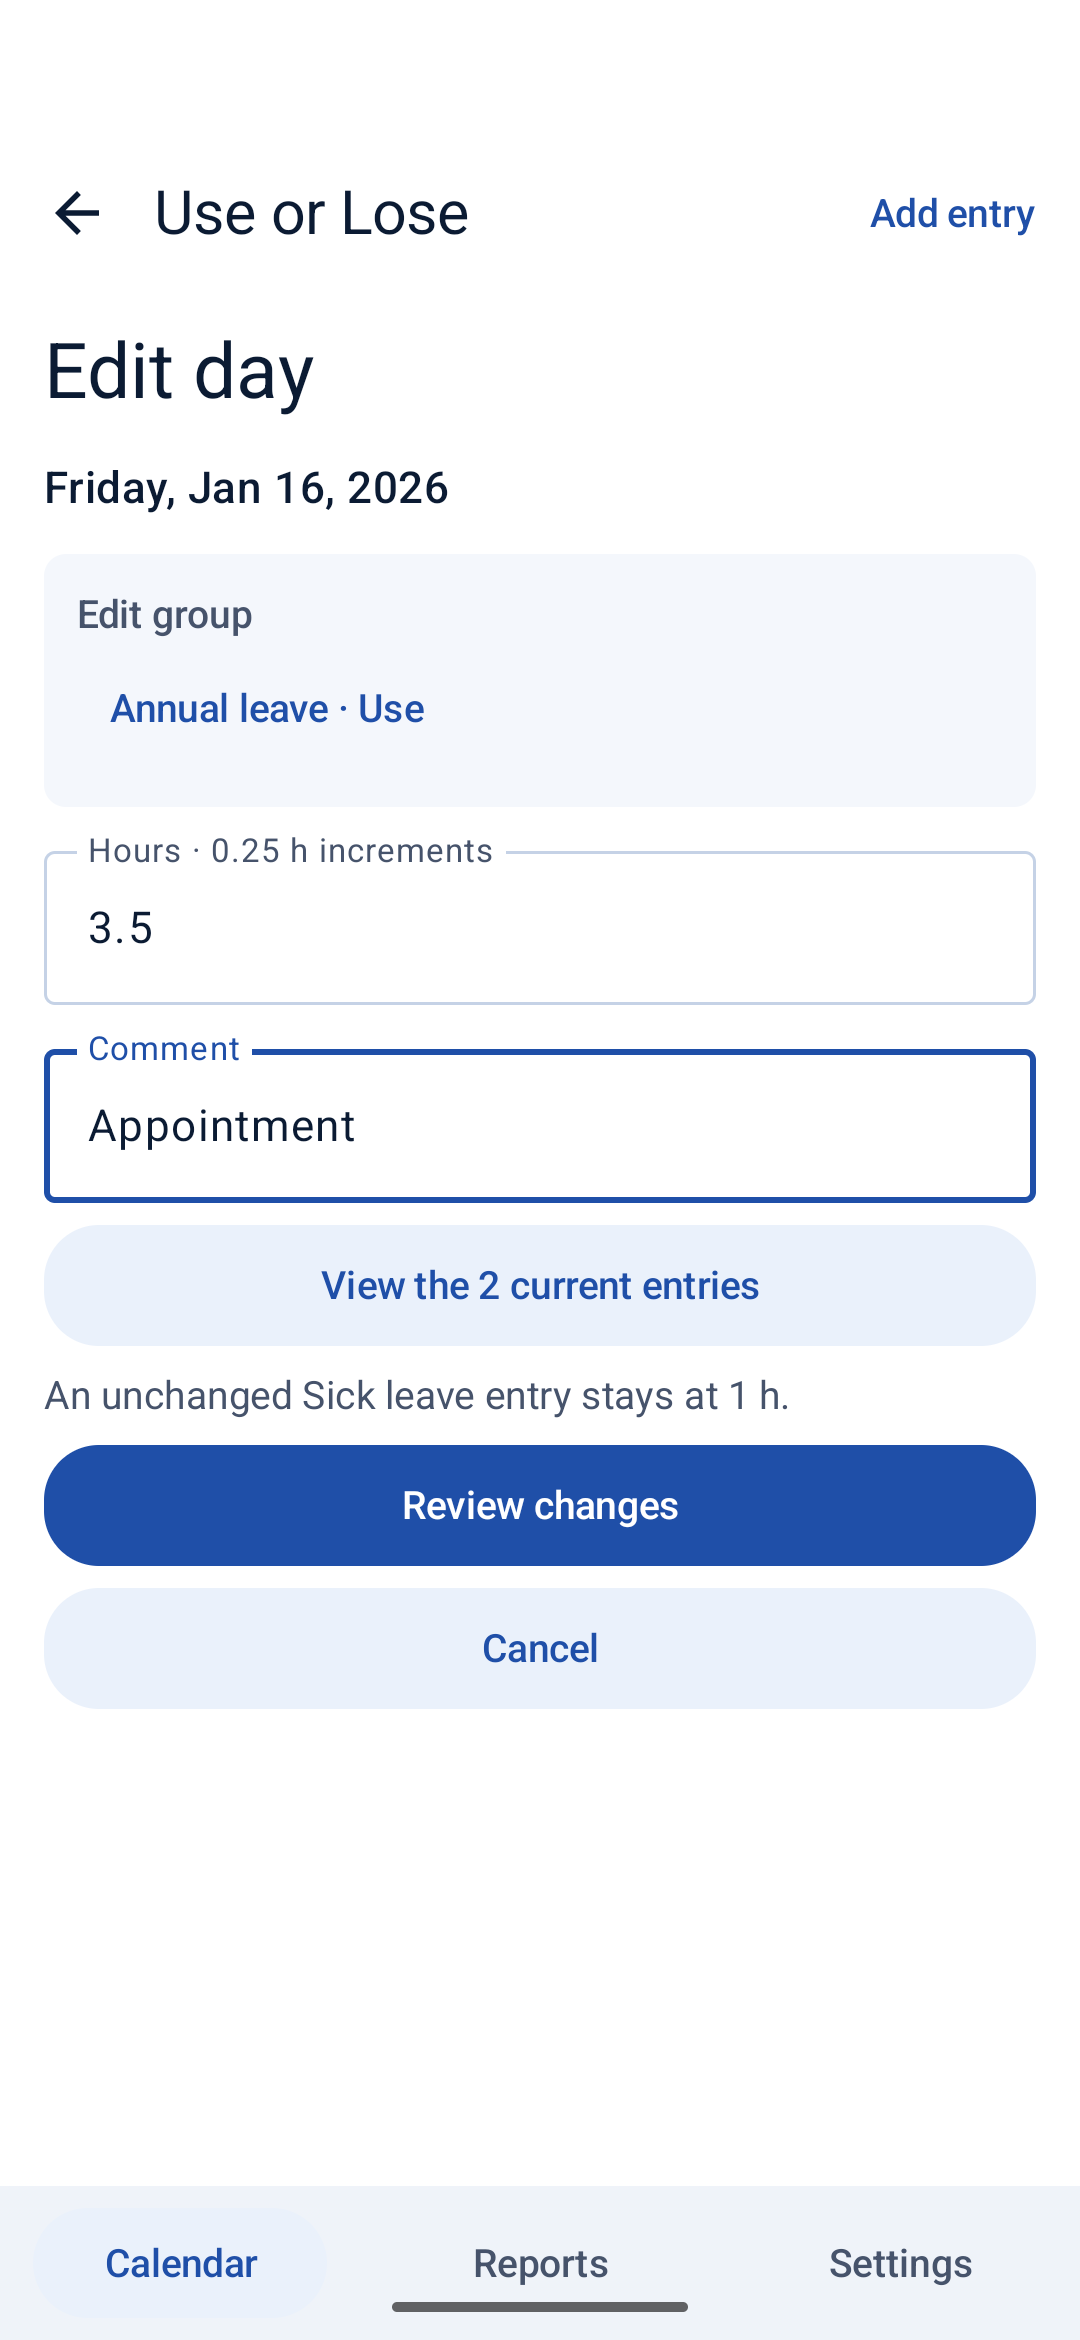 Use or Lose
Add entry
Edit day
Friday, Jan 16, 2026
Edit group
Annual leave · Use
Hours · 0.25 h increments
3.5
Comment
Appointment
View the 2 current entries
An unchanged Sick leave entry stays at 1 h.
Review changes
Cancel
Calendar
Reports
Settings